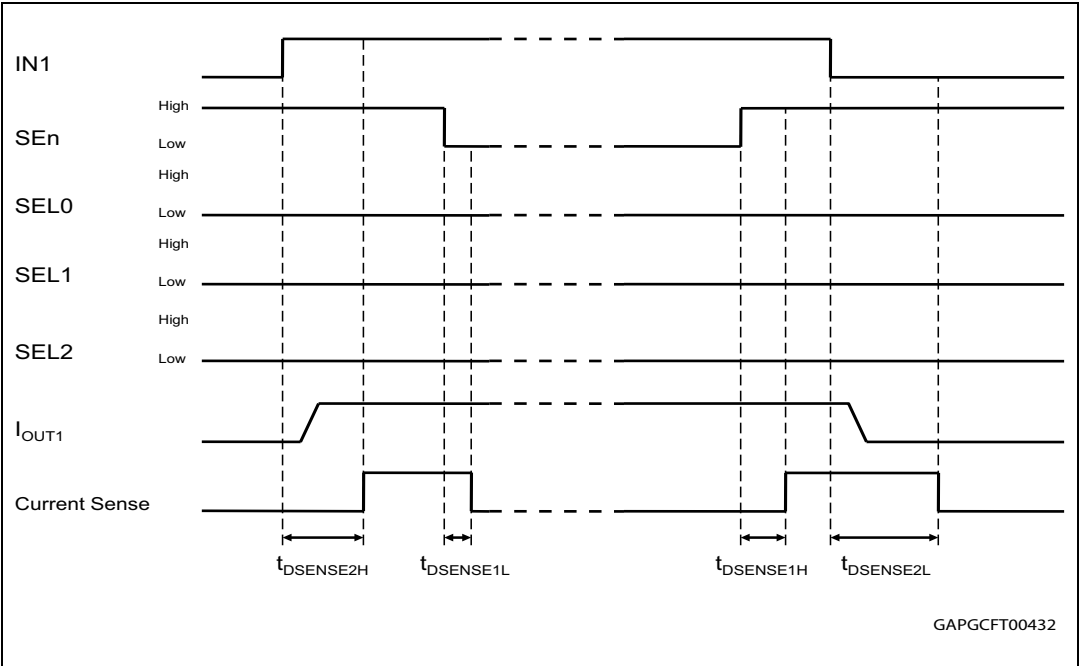 IN1
High
SEn
Low
High
SEL0
Low
High
SEL1
Low
High
SEL2
Low
IOUT1
Current Sense
tDSENSE2H tDSENSE1L tDSENSE1H tDSENSE2L
GAPGCFT00432